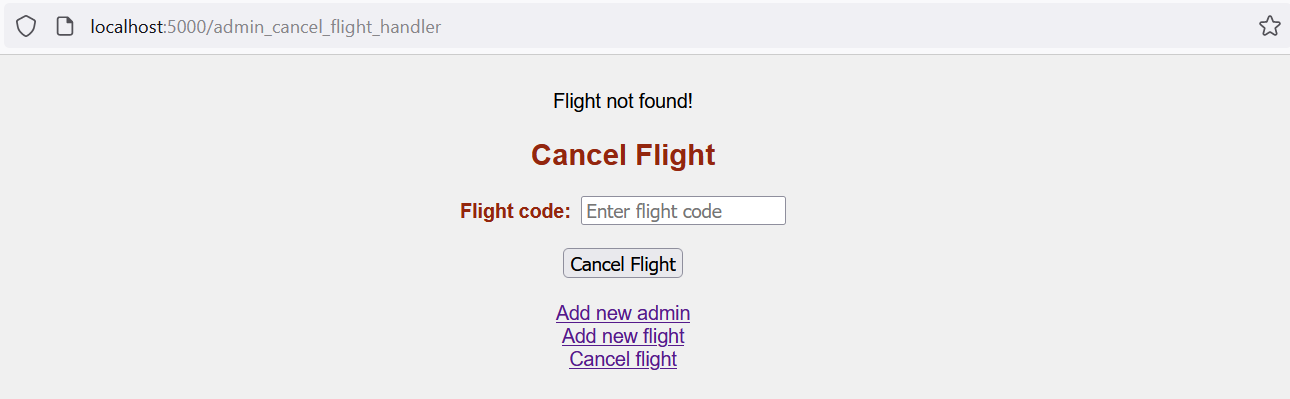 localhost:5000/admin_cancel_flight_handler
Flight not found!
Cancel Flight
Flight code: Enter flight code
Cancel Flight
Add new admin
Add new flight
Cancel flight